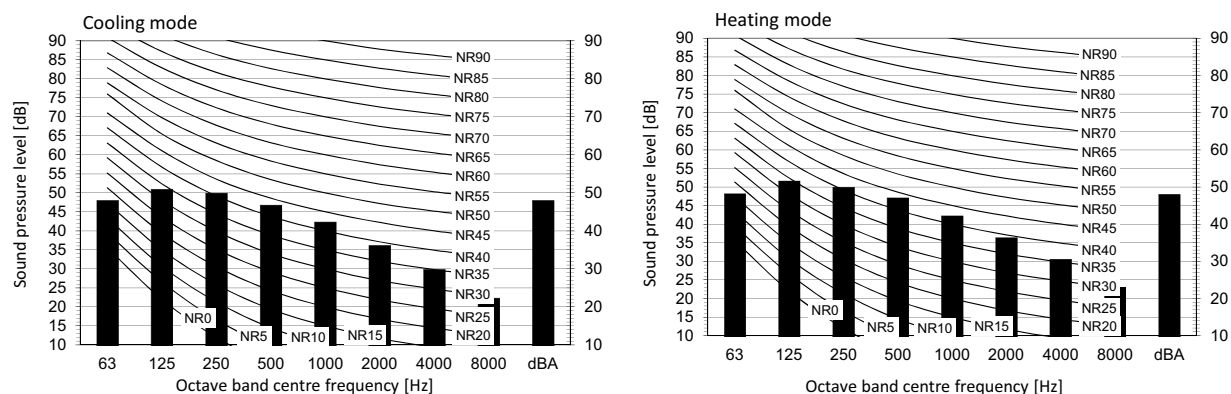 Cooling mode
90
85
80
75
70
65
60
55
50
45
40
35
30
25
20
15
10
Sound pressure level [dB]
NR90
NR85
NR80
NR75
NR70
NR65
NR60
NR55
NR50
NR45
NR40
NR35
NR30
NR25
NR20
NR0
NR5
NR10
NR15
90
80
70
60
50
40
30
20
10
63 125 250 500 1000 2000 4000 8000 dBA
Octave band centre frequency [Hz]
Heating mode
90
85
80
75
70
65
60
55
50
45
40
35
30
25
20
15
10
Sound pressure level [dB]
NR90
NR85
NR80
NR75
NR70
NR65
NR60
NR55
NR50
NR45
NR40
NR35
NR30
NR25
NR20
NR0
NR5
NR10
NR15
90
80
70
60
50
40
30
20
10
63 125 250 500 1000 2000 4000 8000 dBA
Octave band centre frequency [Hz]